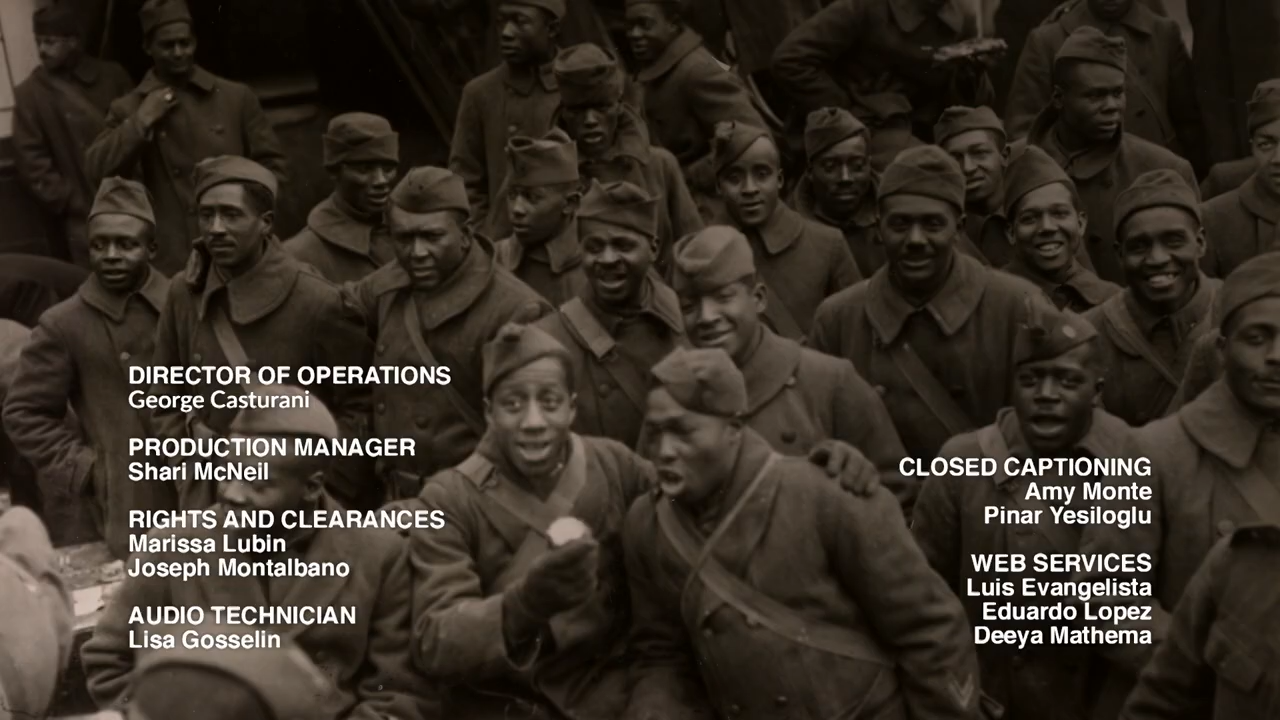 DIRECTOR OF OPERATIONS
George Casturani
PRODUCTION MANAGER
Shari McNeil
RIGHTS AND CLEARANCES
Marissa Lubin
Joseph Montalbano
AUDIO TECHNICIAN
Lisa Gosselin
CLOSED CAPTIONING
Amy Monte
Pinar Yesiloglu
WEB SERVICES
Luis Evangelista
Eduardo Lopez
Deeya Mathema